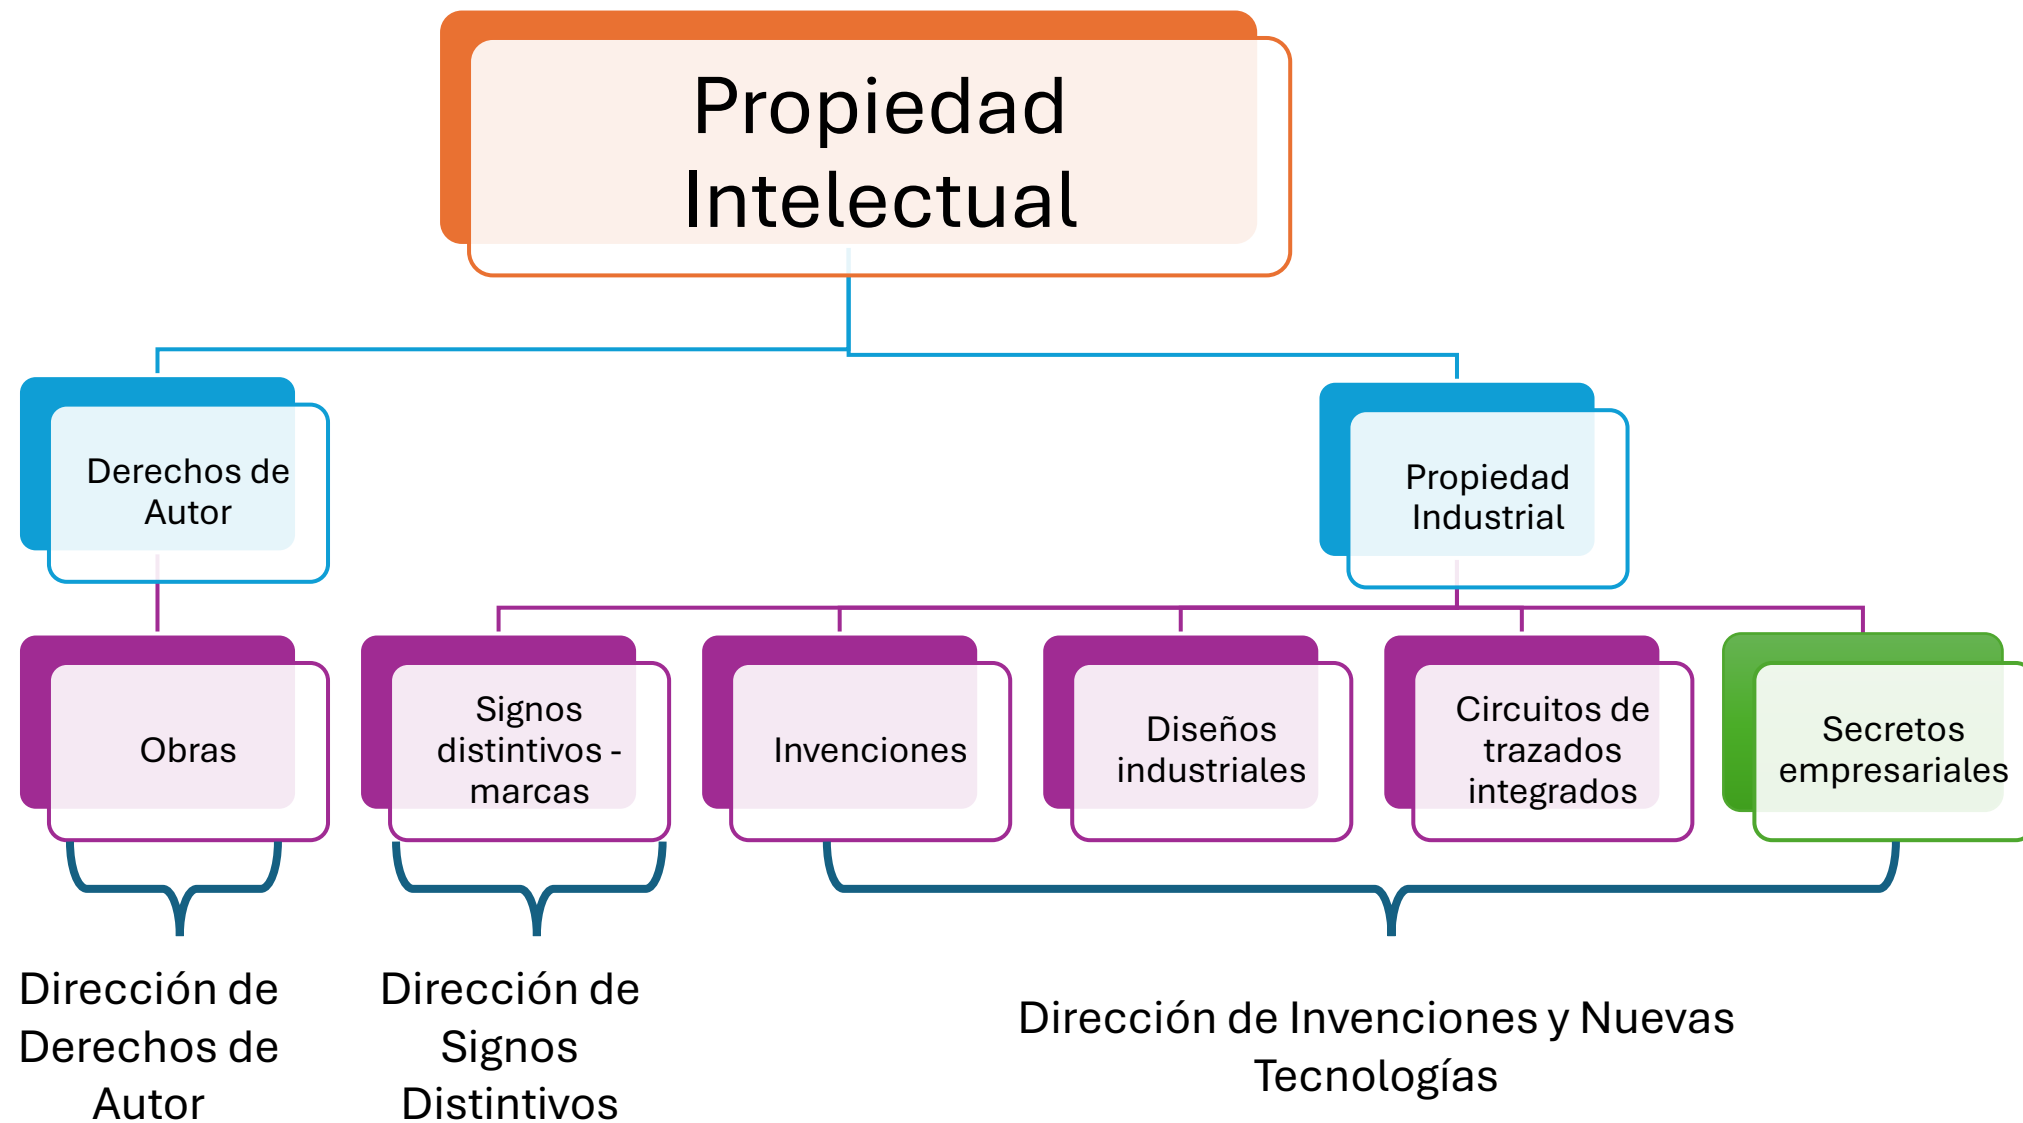 Propiedad
Intelectual
Derechos de
Autor
Propiedad
Industrial
Obras
Signos
distintivos -
marcas
Invenciones
Diseños
industriales
Circuitos de
trazados
integrados
Secretos
empresariales
Dirección de
Derechos de
Autor
Dirección de
Signos
Distintivos
Dirección de Invenciones y Nuevas
Tecnologías